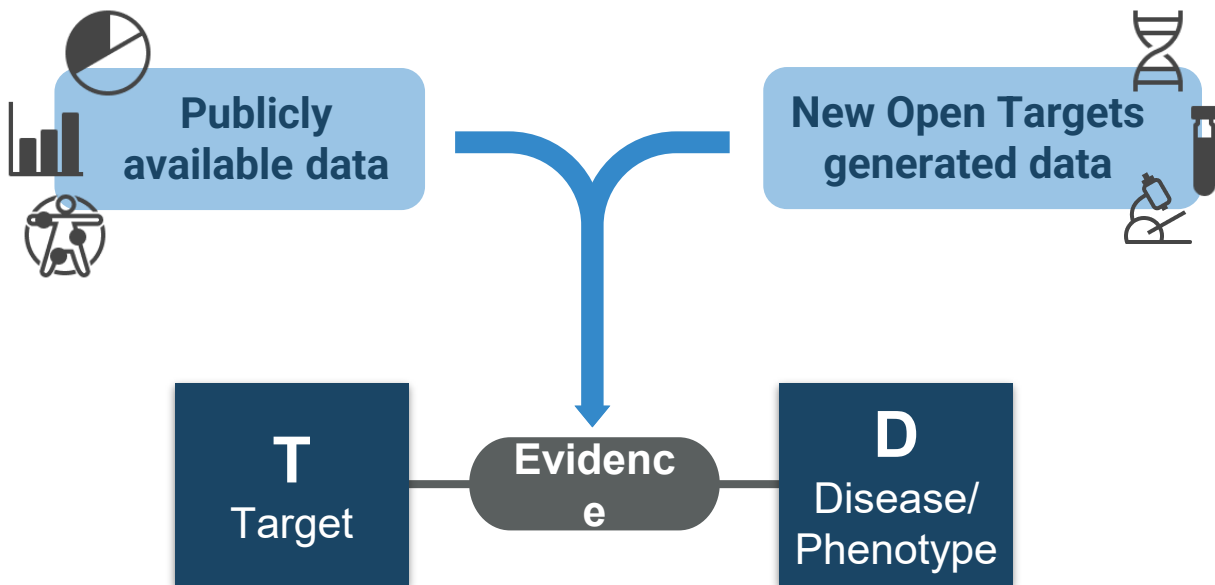 Publicly
available data
New Open Targets
generated data
T
Target
Evidenc
e
D
Disease/
Phenotype